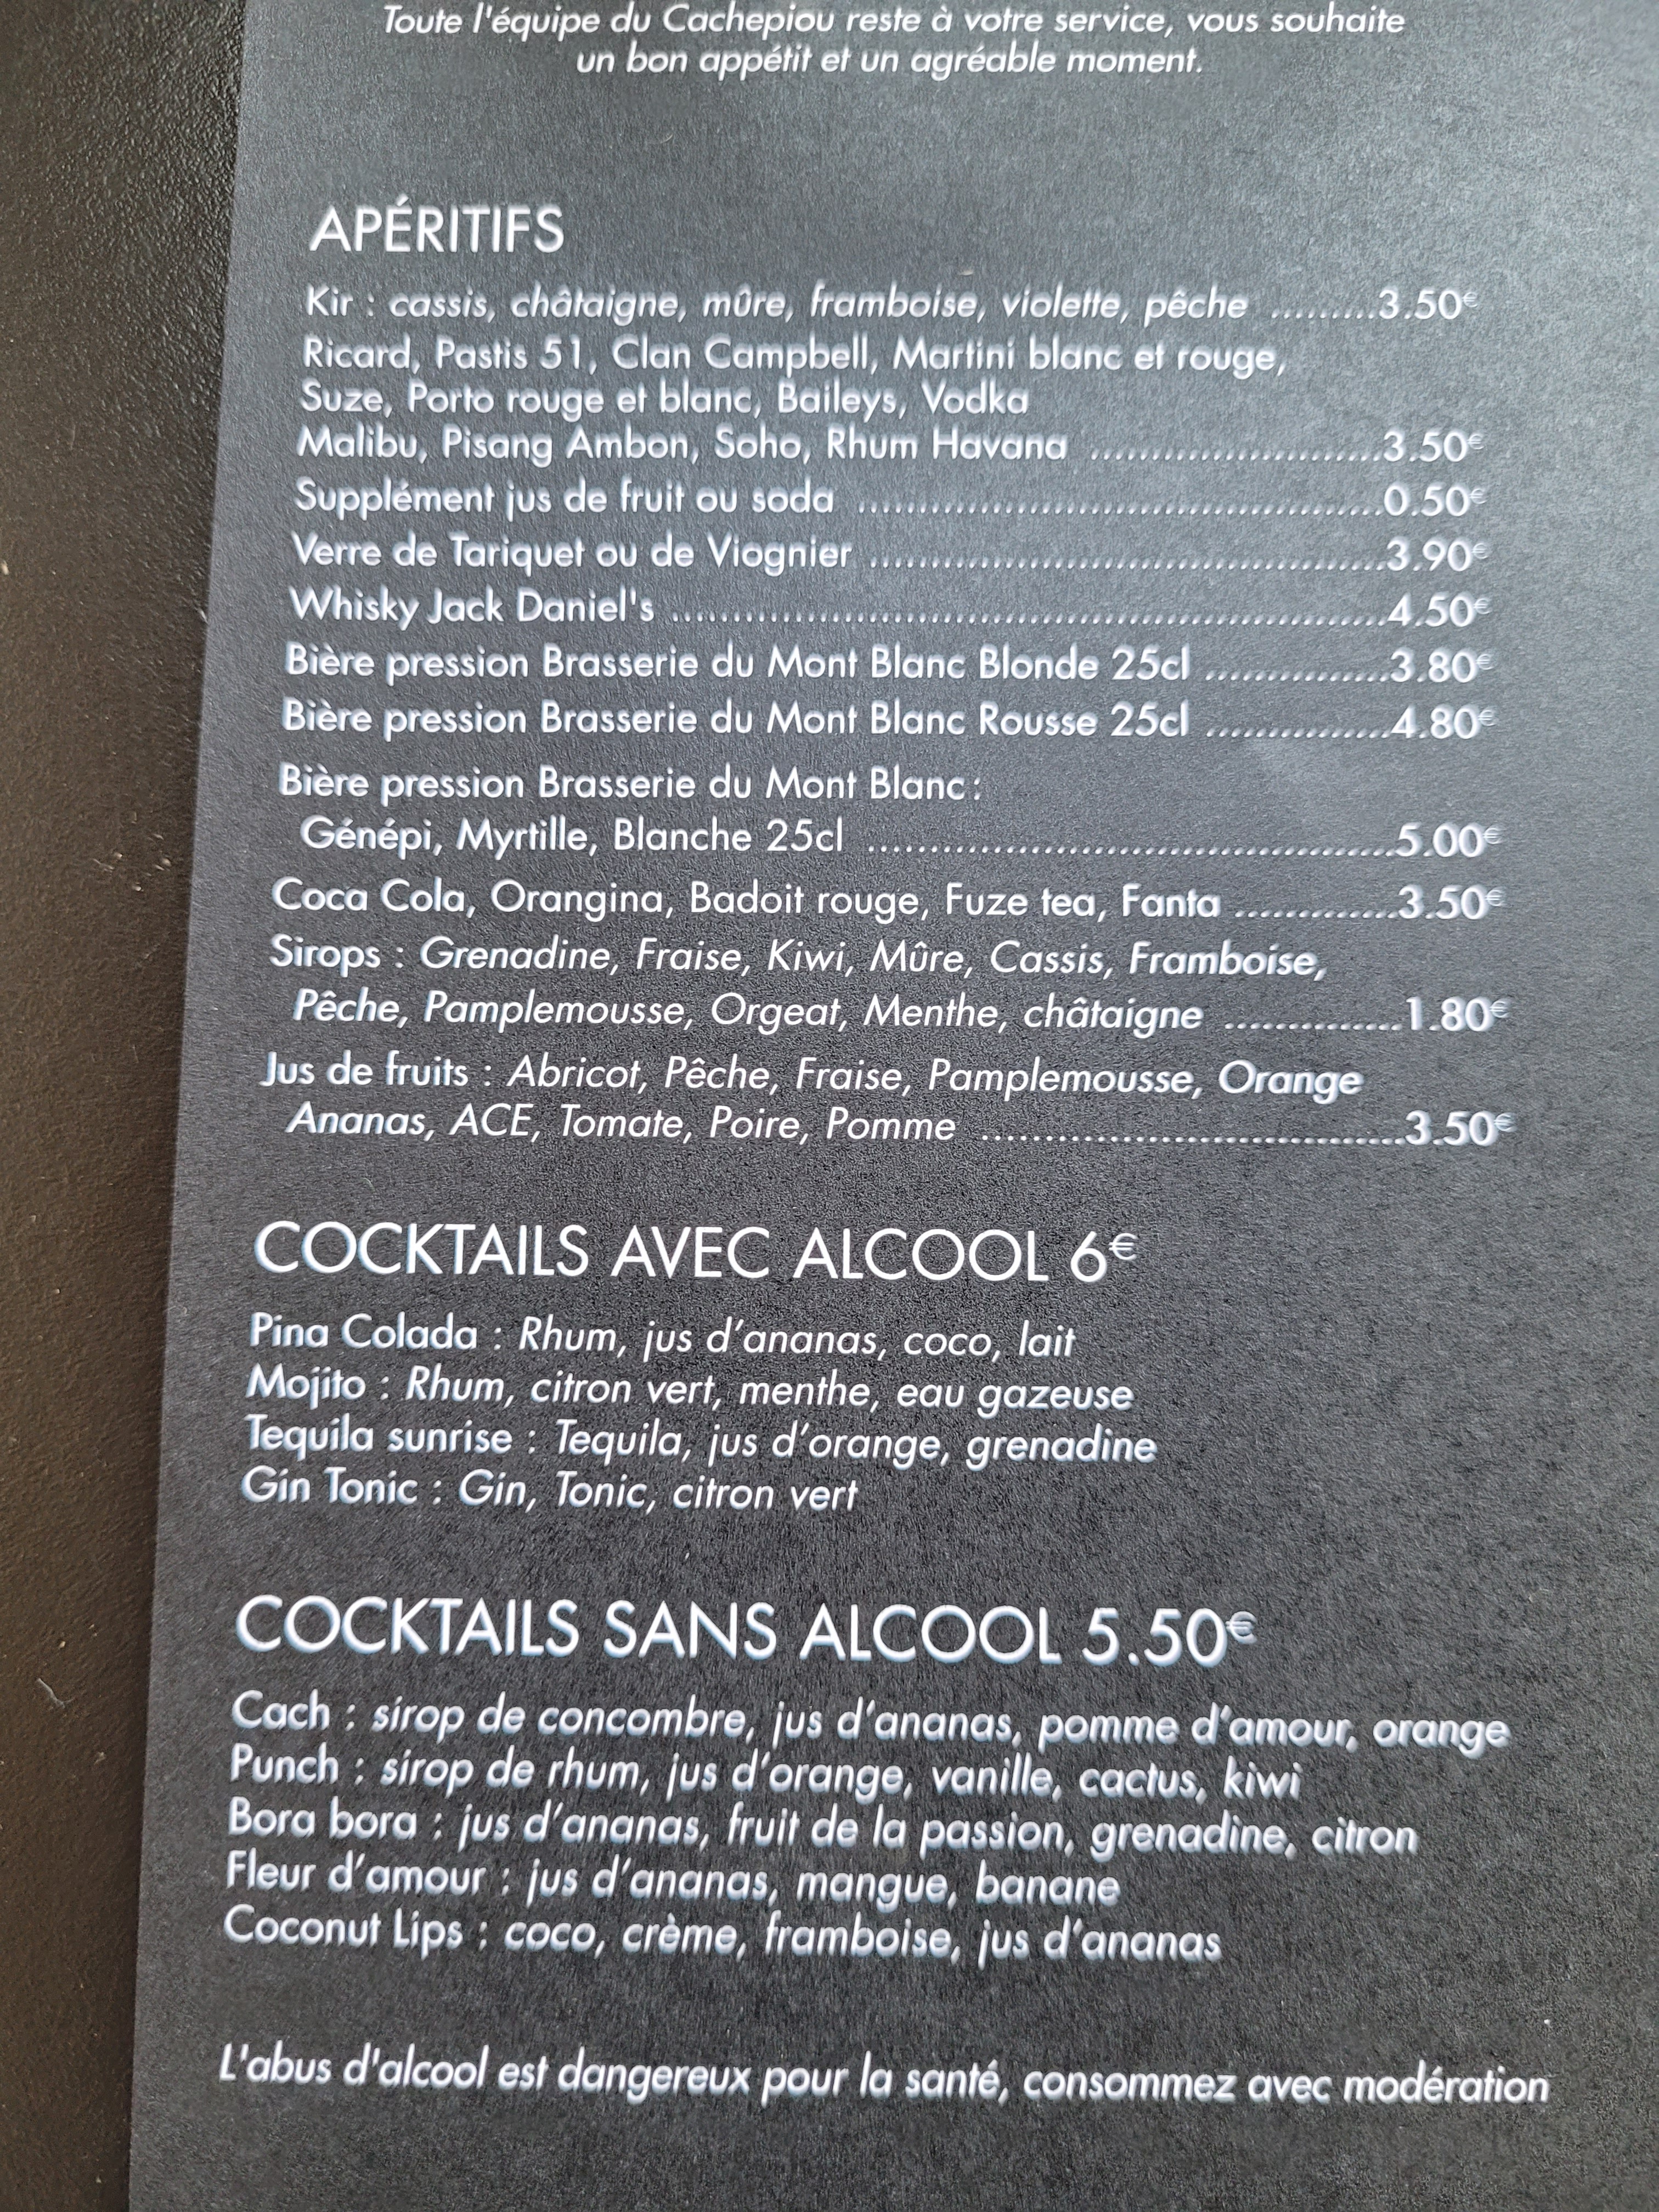 Toute l'équipe du Cachepiou reste à votre service, vous souhaite
un bon appétit et un agréable moment.
APÉRITIFS
Kir : cassis, châtaigne, mûre, framboise, violette, pêche .........3.50€
Ricard, Pastis 51, Clan Campbell, Martini blanc et rouge,
Suze, Porto rouge et blanc, Baileys, Vodka
Malibu, Pisang Ambon, Soho, Rhum Havana ........................3.50€
Supplément jus de fruit ou soda ...........................................0.50€
Verre de Tariquet ou de Viognier ..........................................3.90€
Whisky Jack Daniel's ..........................................................4.50€
Bière pression Brasserie du Mont Blanc Blonde 25cl ...............3.80€
Bière pression Brasserie du Mont Blanc Rousse 25cl ...............4.80€
Bière pression Brasserie du Mont Blanc :
Génépi, Myrtille, Blanche 25cl ...........................................5.00€
Coca Cola, Orangina, Badoit rouge, Fuze tea, Fanta .............3.50€
Sirops : Grenadine, Fraise, Kiwi, Mûre, Cassis, Framboise,
Pêche, Pamplemousse, Orgeat, Menthe, châtaigne ..............1.80€
Jus de fruits : Abricot, Pêche, Fraise, Pamplemousse, Orange
Ananas, ACE, Tomate, Poire, Pomme ..................................3.50€
COCKTAILS AVEC ALCOOL 6€
Pina Colada : Rhum, jus d'ananas, coco, lait
Mojito : Rhum, citron vert, menthe, eau gazeuse
Tequila sunrise : Tequila, jus d'orange, grenadine
Gin Tonic : Gin, Tonic, citron vert
COCKTAILS SANS ALCOOL 5.50€
Cach : sirop de concombre, jus d'ananas, pomme d'amour, orange
Punch : sirop de rhum, jus d'orange, vanille, cactus, kiwi
Bora bora : jus d'ananas, fruit de la passion, grenadine, citron
Fleur d'amour : jus d'ananas, mangue, banane
Coconut Lips : coco, crème, framboise, jus d'ananas
L'abus d'alcool est dangereux pour la santé, consommez avec modération